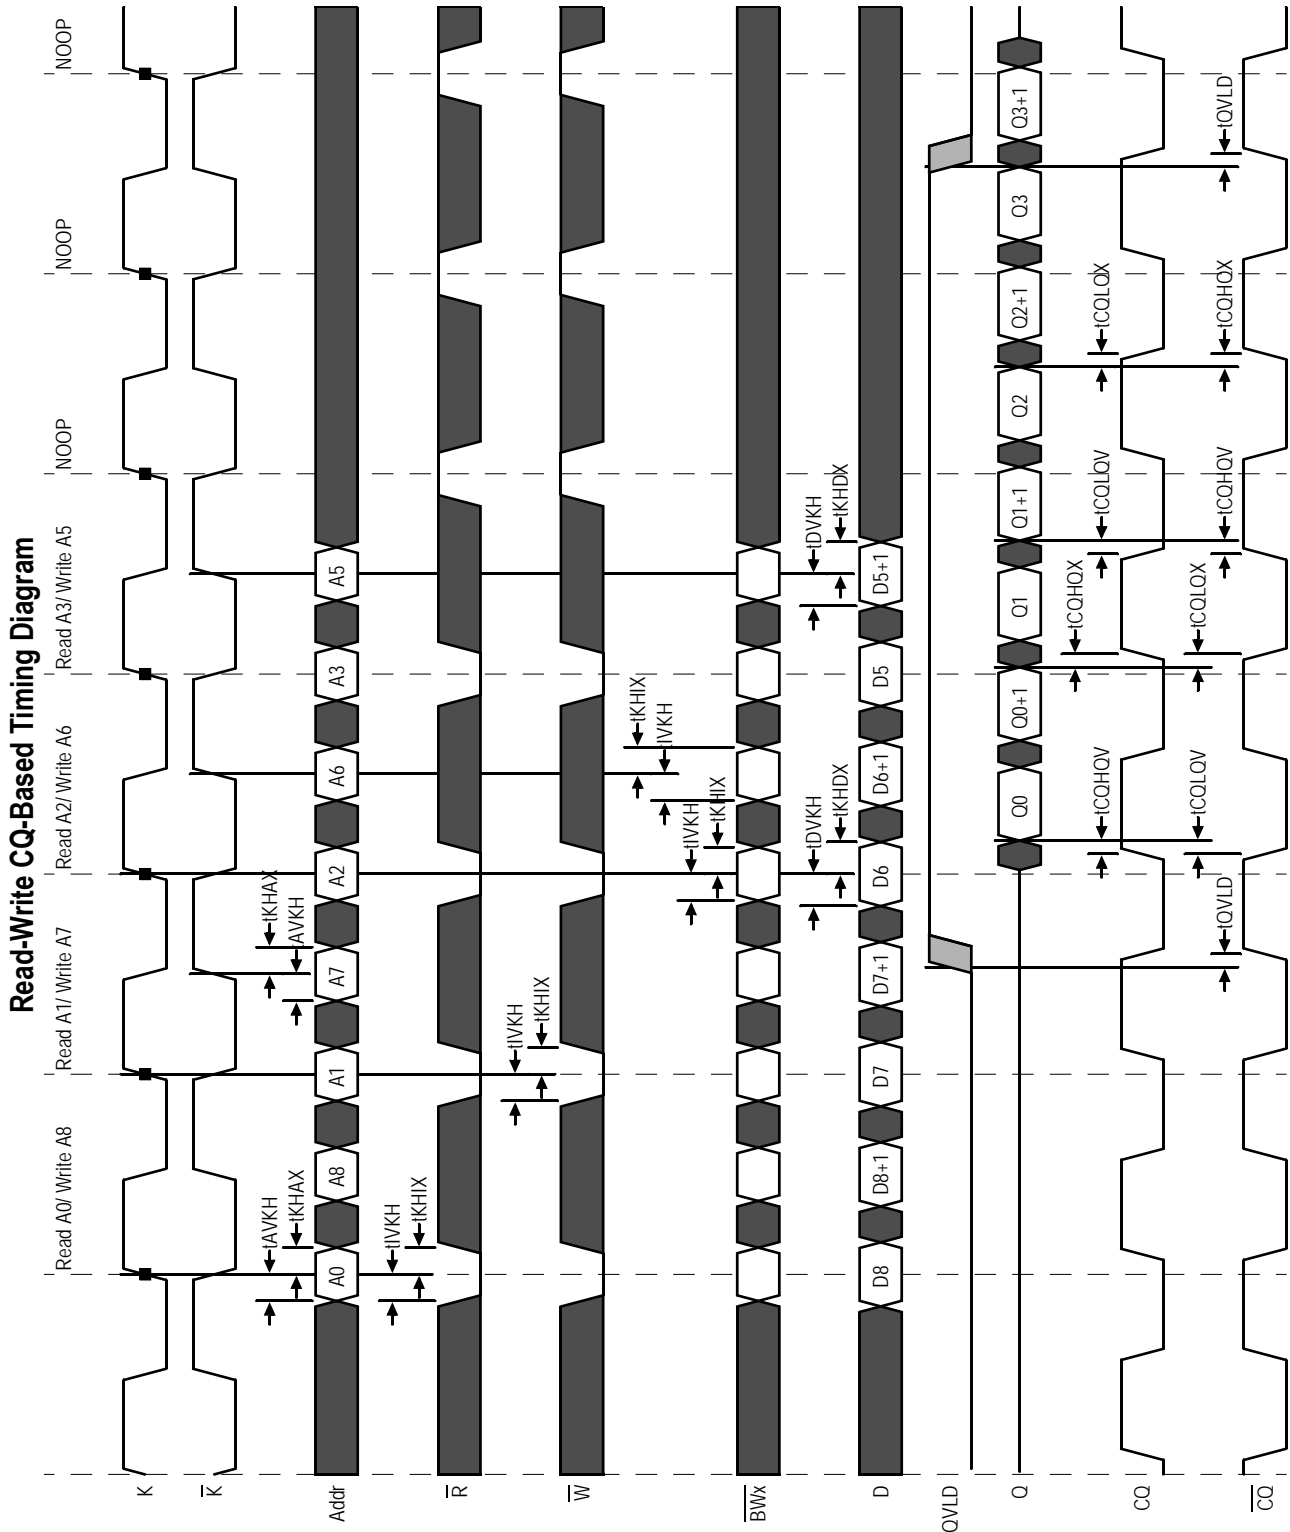 Read-Write CQ-Based Timing Diagram
Read A0/ Write A8
Read A1/ Write A7
Read A2/ Write A6
Read A3/ Write A5
NOOP
NOOP
NOOP
K
K
Addr
A0
A8
A1
A7
A2
A6
A3
A5
tAVKH
tKHAX
tKHAX
tAVKH
R
tIVKH
tKHIX
W
tIVKH
tKHIX
BWx
tIVKH
tKHIX
tKHIX
tIVKH
D
D8
D8+1
D7
D7+1
D6
D6+1
D5
D5+1
tDVKH
tKHDX
tDVKH
tKHDX
QVLD
Q
Q0
Q0+1
Q1
Q1+1
Q2
Q2+1
Q3
Q3+1
CQ
tCQHQV
tCQHQX
tCQLQV
tCQLQX
CQ
tQVLD
tCQLQV
tCQLQX
tCQHQV
tCQHQX
tQVLD